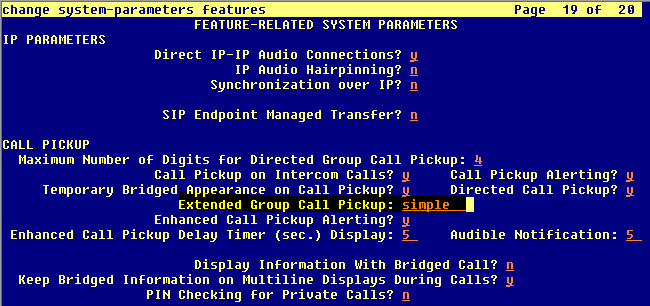 change system-parameters features Page 19 of 20
FEATURE-RELATED SYSTEM PARAMETERS
IP PARAMETERS
Direct IP-IP Audio Connections? y
IP Audio Hairpinning? n
Synchronization over IP? n
SIP Endpoint Managed Transfer? n
CALL PICKUP
Maximum Number of Digits for Directed Group Call Pickup: 4
Call Pickup on Intercom Calls? y Call Pickup Alerting? y
Temporary Bridged Appearance on Call Pickup? y Directed Call Pickup? y
Extended Group Call Pickup: simple
Enhanced Call Pickup Alerting? y
Enhanced Call Pickup Delay Timer (sec.) Display: 5 Audible Notification: 5
Display Information With Bridged Call? n
Keep Bridged Information on Multiline Displays During Calls? y
PIN Checking for Private Calls? n